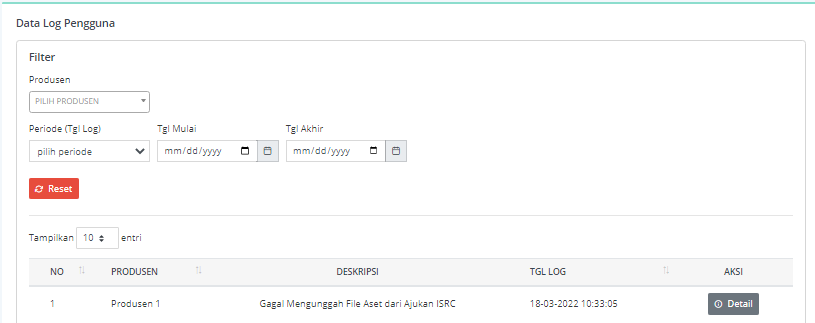 Data Log Pengguna
Filter
Produsen
PILIH PRODUSEN
Periode (Tgl Log) Tgl Mulai Tgl Akhir
pilih periode mm/dd/yyyy mm/dd/yyyy
Reset
Tampilkan 10 entri
NO PRODUSEN DESKRIPSI TGL LOG AKSI
1 Produsen 1 Gagal Mengunggah File Aset dari Ajukan ISRC 18-03-2022 10:33:05 Detail